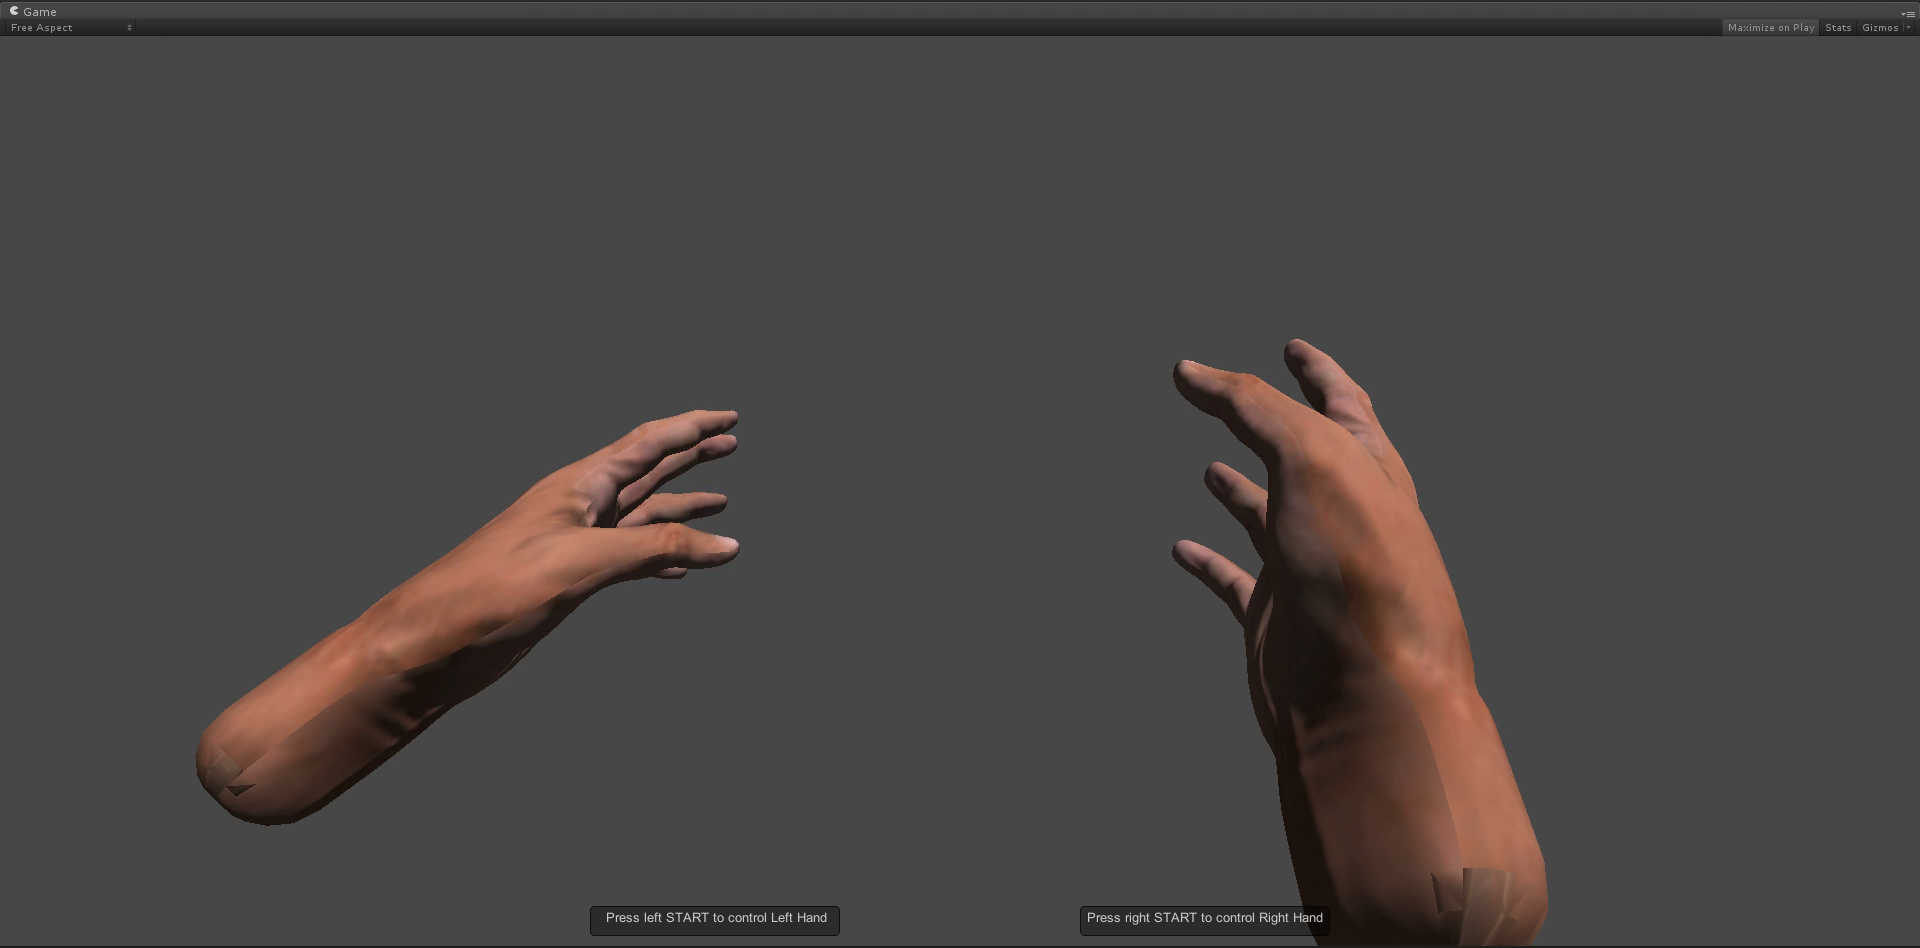 Game
Free Aspect
Maximize on Play Stats Gizmos
Press left START to control Left Hand
Press right START to control Right Hand